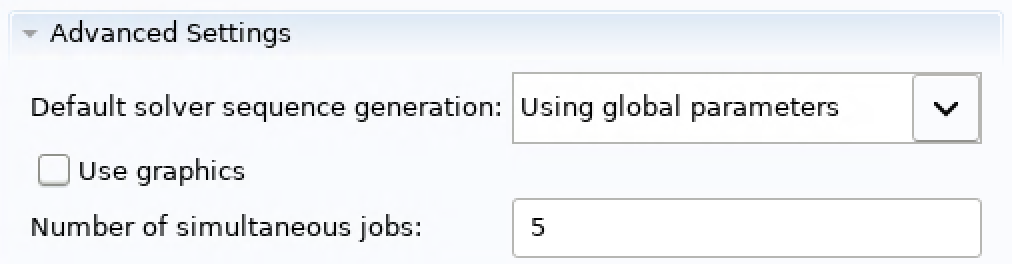 Advanced Settings
Default solver sequence generation: Using global parameters
Use graphics
Number of simultaneous jobs: 5